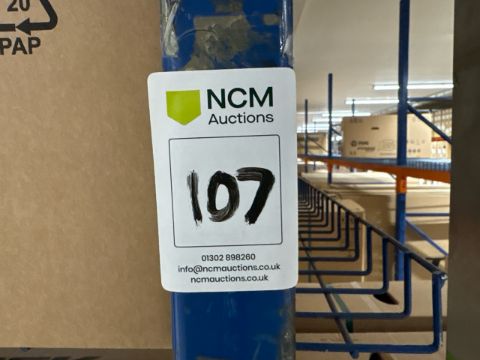 20
PAP
NCM
Auctions
107
01302 898260
info@ncmauctions.co.uk
ncmauctions.co.uk